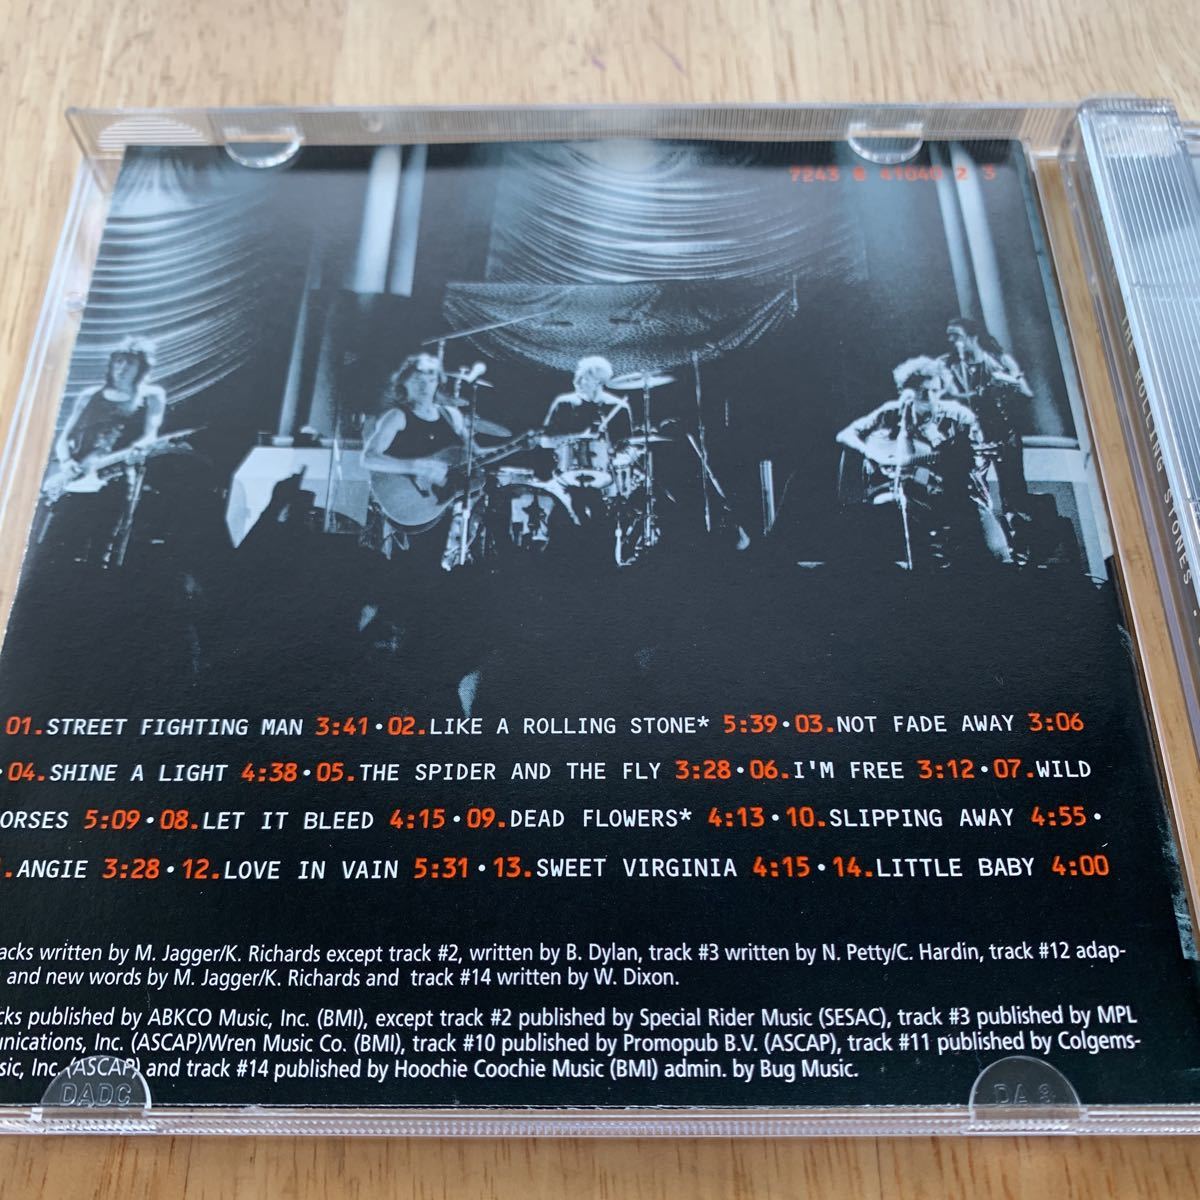 7243 8 41040 2 3
THE ROLLING STONES ·
01.STREET FIGHTING MAN 3:41 • 02.LIKE A ROLLING STONE* 5:39 • 03.NOT FADE AWAY 3:06
• 04.SHINE A LIGHT 4:38 • 05.THE SPIDER AND THE FLY 3:28 • 06.I'M FREE 3:12 • 07.WILD
ORSES 5:09 • 08.LET IT BLEED 4:15 • 09.DEAD FLOWERS* 4:13 • 10.SLIPPING AWAY 4:55 •
.ANGIE 3:28 • 12.LOVE IN VAIN 5:31 • 13.SWEET VIRGINIA 4:15 • 14.LITTLE BABY 4:00
acks written by M. Jagger/K. Richards except track #2, written by B. Dylan, track #3 written by N. Petty/C. Hardin, track #12 adap-
and new words by M. Jagger/K. Richards and track #14 written by W. Dixon.
cks published by ABKCO Music, Inc. (BMI), except track #2 published by Special Rider Music (SESAC), track #3 published by MPL
unications, Inc. (ASCAP)/Wren Music Co. (BMI), track #10 published by Promopub B.V. (ASCAP), track #11 published by Colgems-
sic, Inc. (ASCAP) and track #14 published by Hoochie Coochie Music (BMI) admin. by Bug Music.
DADC